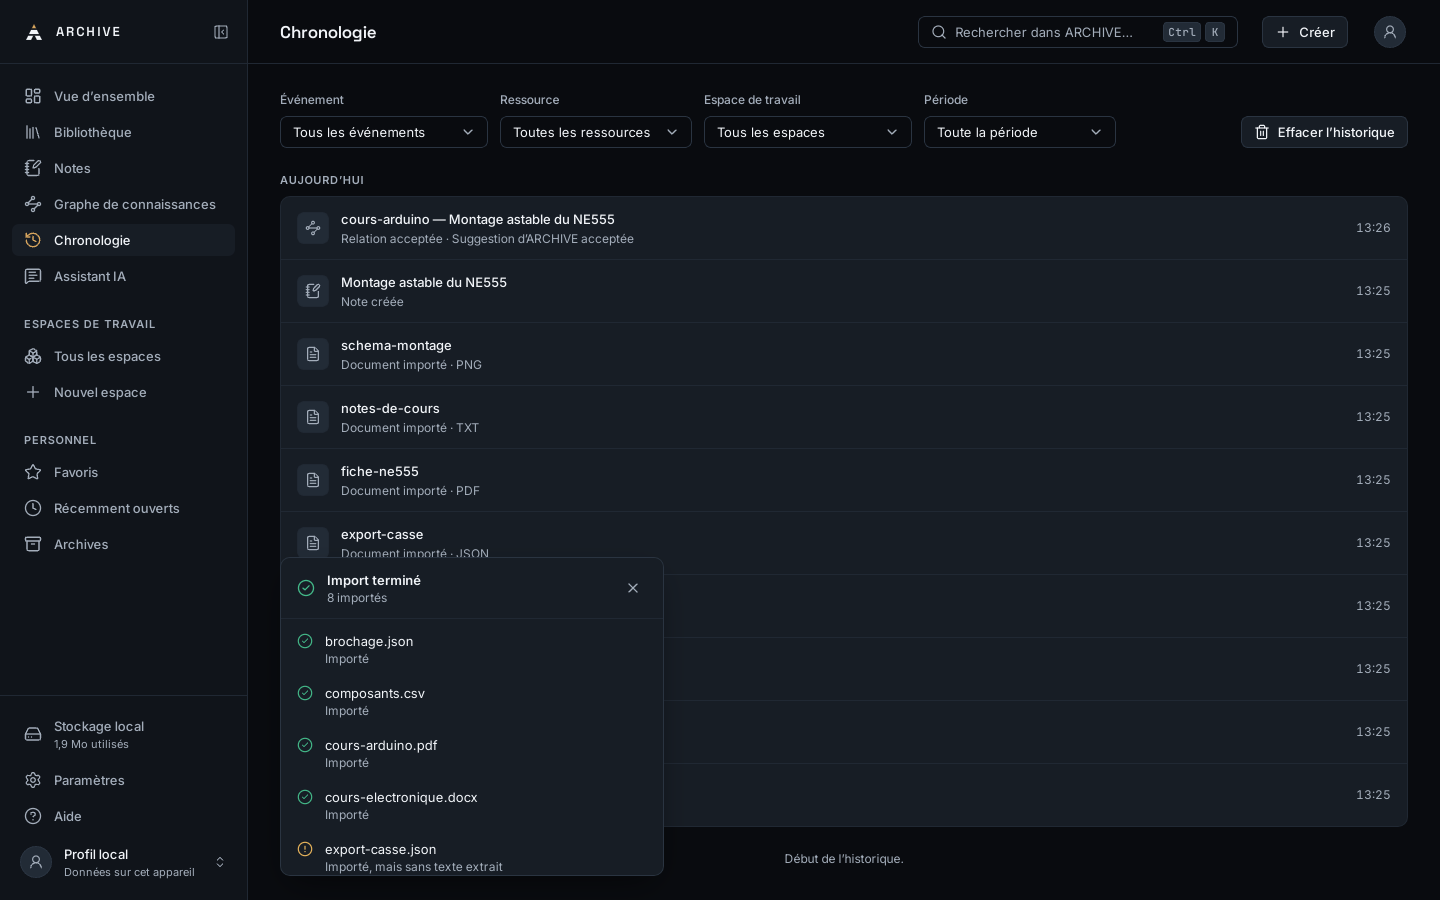 ARCHIVE
Chronologie
Rechercher dans ARCHIVE...
Ctrl K
Créer
Vue d’ensemble
Bibliothèque
Notes
Graphe de connaissances
Chronologie
Assistant IA
ESPACES DE TRAVAIL
Tous les espaces
Nouvel espace
PERSONNEL
Favoris
Récemment ouverts
Archives
Stockage local
1,9 Mo utilisés
Paramètres
Aide
Profil local
Données sur cet appareil
Événement
Tous les événements
Ressource
Toutes les ressources
Espace de travail
Tous les espaces
Période
Toute la période
Effacer l’historique
AUJOURD’HUI
cours-arduino — Montage astable du NE555
Relation acceptée · Suggestion d’ARCHIVE acceptée
13:26
Montage astable du NE555
Note créée
13:25
schema-montage
Document importé · PNG
13:25
notes-de-cours
Document importé · TXT
13:25
fiche-ne555
Document importé · PDF
13:25
export-casse
Document importé · JSON
13:25
13:25
13:25
13:25
13:25
Import terminé
8 importés
brochage.json
Importé
composants.csv
Importé
cours-arduino.pdf
Importé
cours-electronique.docx
Importé
export-casse.json
Importé, mais sans texte extrait
Début de l’historique.